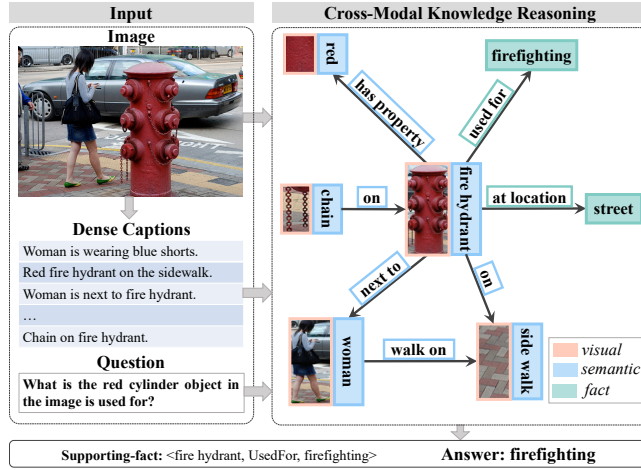 Input
Image
Dense Captions
Woman is wearing blue shorts.
Red fire hydrant on the sidewalk.
Woman is next to fire hydrant.
...
Chain on fire hydrant.
Question
What is the red cylinder object in
the image is used for?
Cross-Modal Knowledge Reasoning
red
firefighting
has property
used for
chain
on
fire hydrant
at location
street
next to
on
woman
walk on
side walk
visual
semantic
fact
Supporting-fact: <fire hydrant, UsedFor, firefighting>
Answer: firefighting